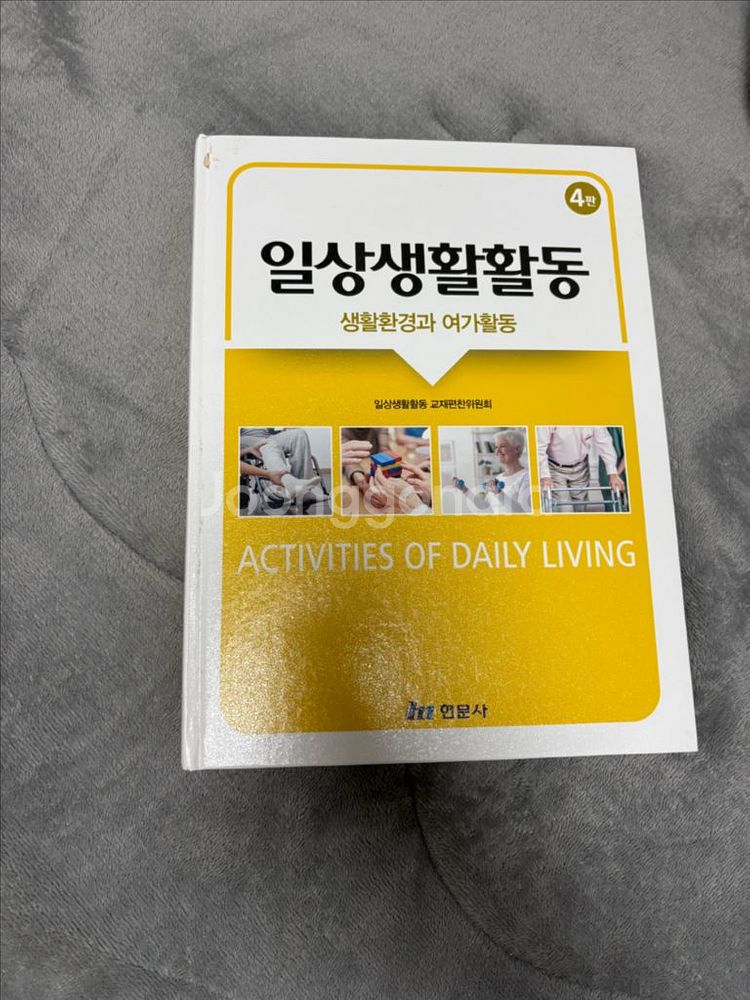 4판
일상생활활동
생활환경과 여가활동
일상생활활동 교재편찬위원회
Joonggonara
ACTIVITIES OF DAILY LIVING
현문사